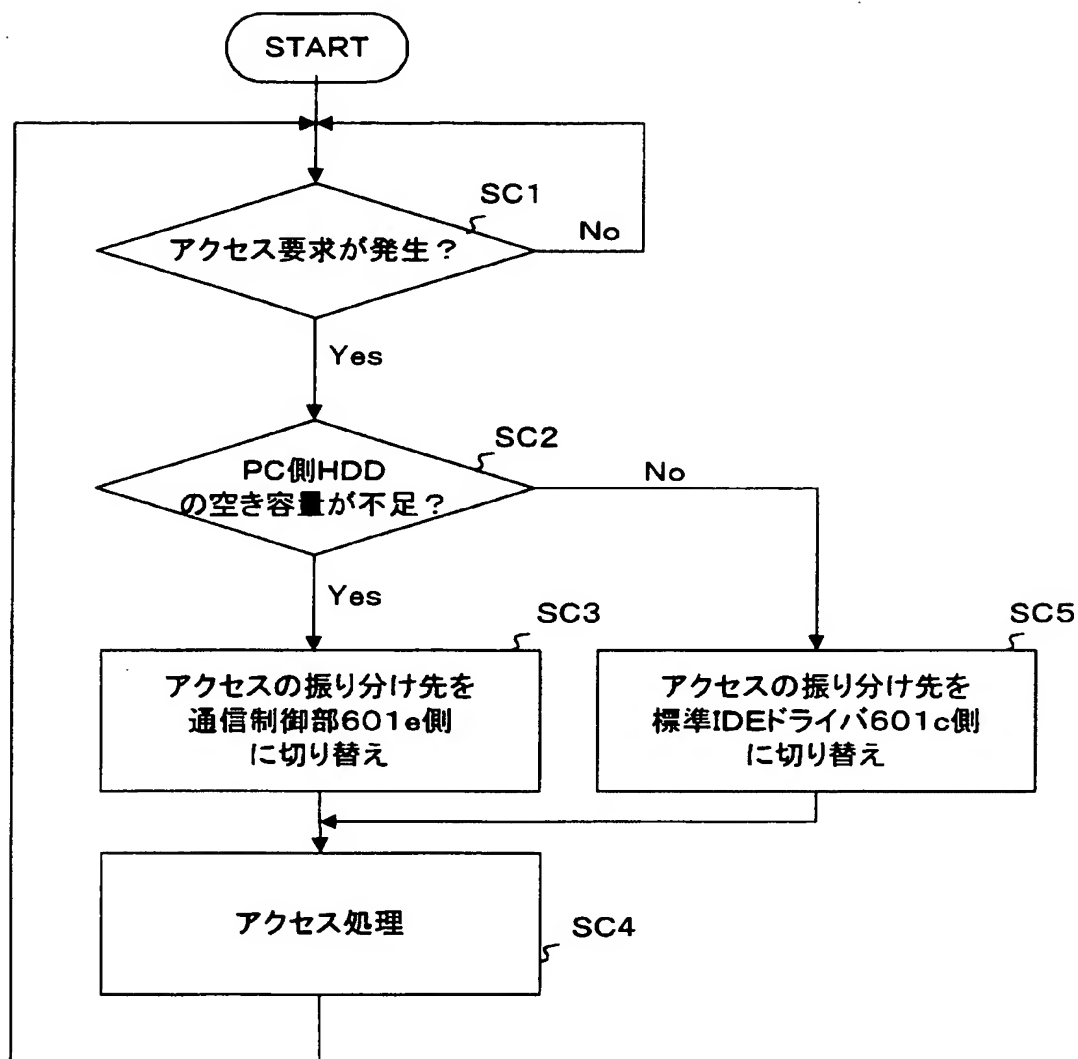 START
SC1
アクセス要求が発生？
No
Yes
SC2
PC側HDD
の空き容量が不足？
No
Yes
SC3
アクセスの振り分け先を
通信制御部601e側
に切り替え
SC5
アクセスの振り分け先を
標準IDEドライバ601c側
に切り替え
アクセス処理
SC4